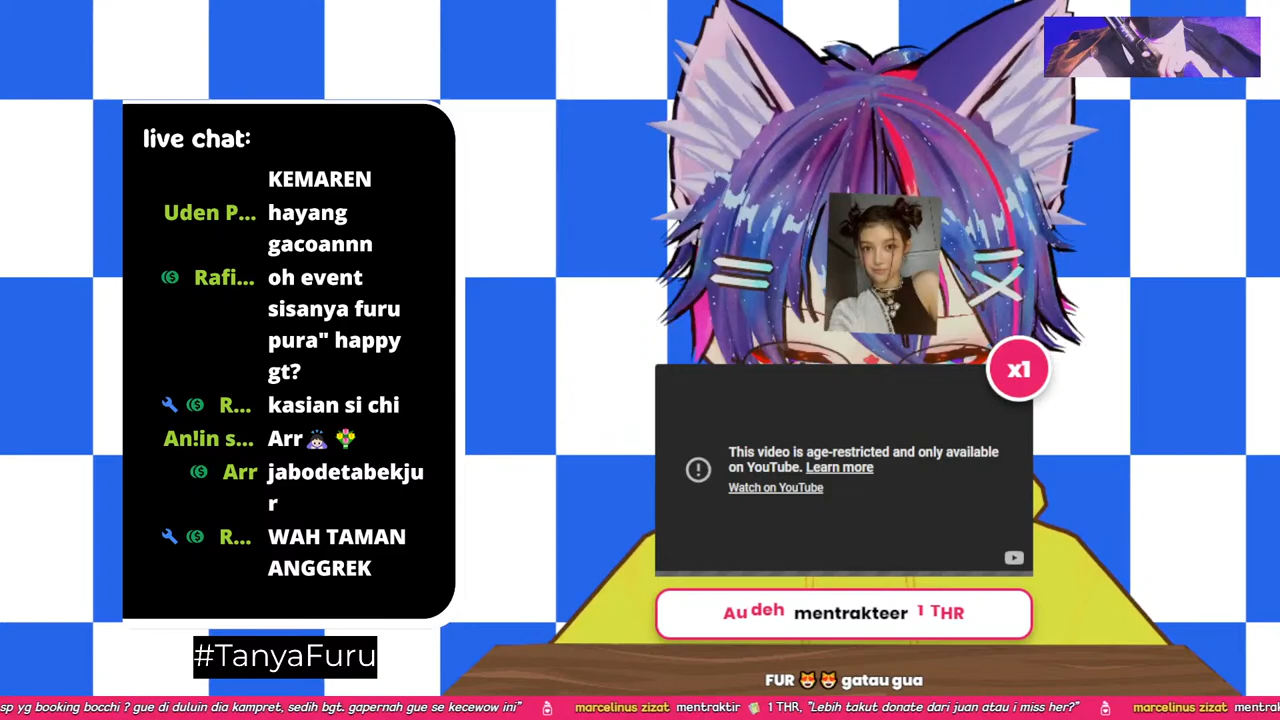 live chat:
KEMAREN
Uden P... hayang
gacoannn
Rafi... oh event
sisanya furu
pura" happy
gt?
R... kasian si chi
An!in s... Arr🙇🏻‍♀️ 💐
Arr jabodetabekju
r
R... WAH TAMAN
ANGGREK
#TanyaFuru
x1
This video is age-restricted and only available
on YouTube. Learn more
Watch on YouTube
Au deh mentrakteer 1 THR
FUR 😻 😻 gatau gua
sp yg booking bocchi ? gue di duluin dia kampret, sedih bgt. gapernah gue se kecewow ini" marcelinus zizat mentraktir 1 THR, "Lebih takut donate dari juan atau i miss her?" marcelinus zizat mentrak